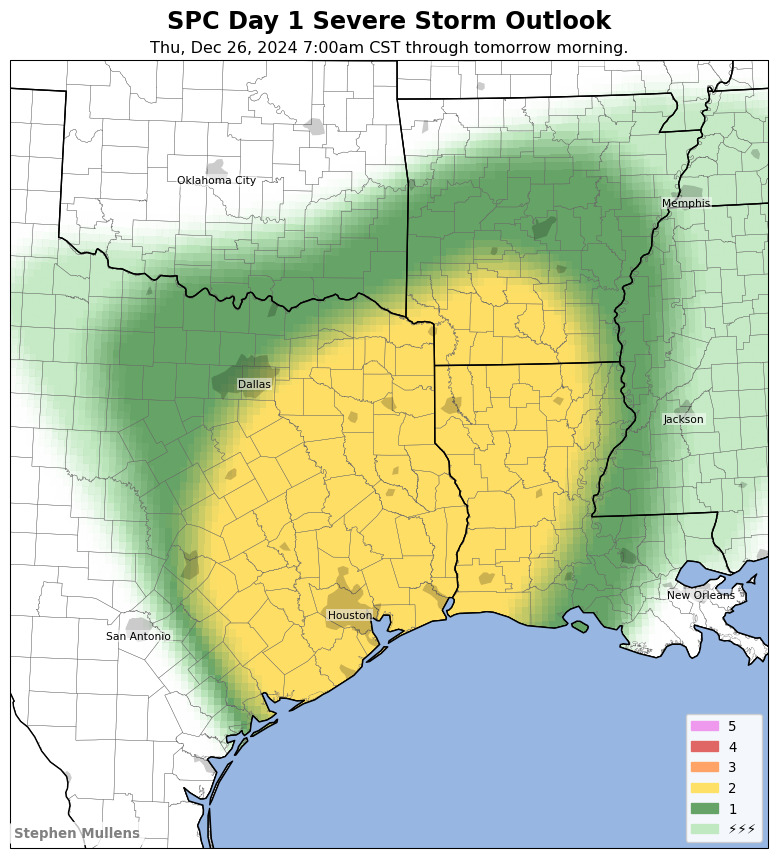 SPC Day 1 Severe Storm Outlook
Thu, Dec 26, 2024 7:00am CST through tomorrow morning.
Oklahoma City
Memphis
Dallas
Jackson
New Orleans
Houston
San Antonio
5
4
3
2
1
⚡⚡⚡
Stephen Mullens